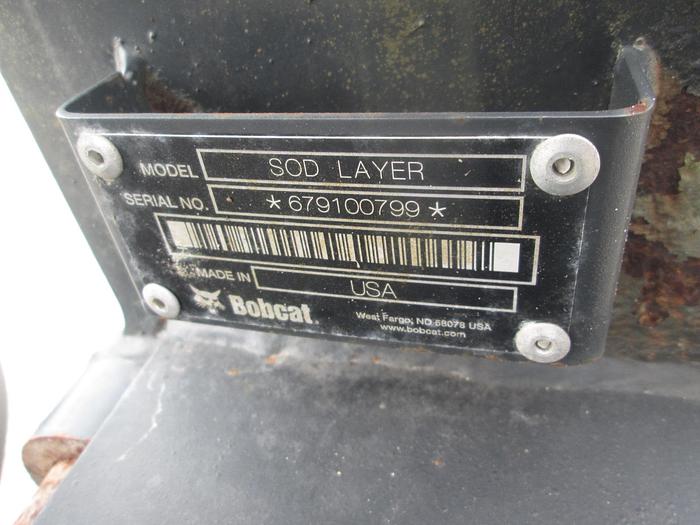 MODEL SOD LAYER
SERIAL NO. *679100799*
MADE IN USA
Bobcat.
West Fargo, ND 58078 USA
www.bobcat.com